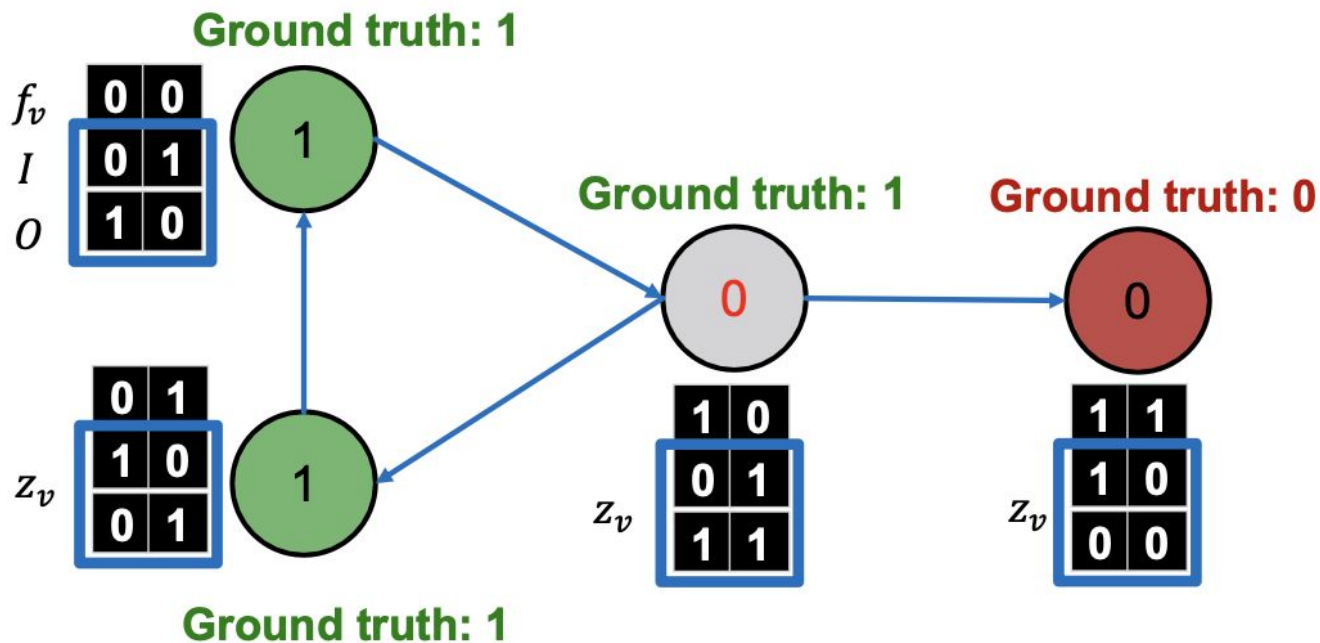 Ground truth: 1
f_v 0 0
I 0 1
O 1 0
1
Ground truth: 1
0
Ground truth: 0
0
0 1
z_v 1 0
0 1
1
1 0
z_v 0 1
1 1
1 1
z_v 1 0
0 0
Ground truth: 1